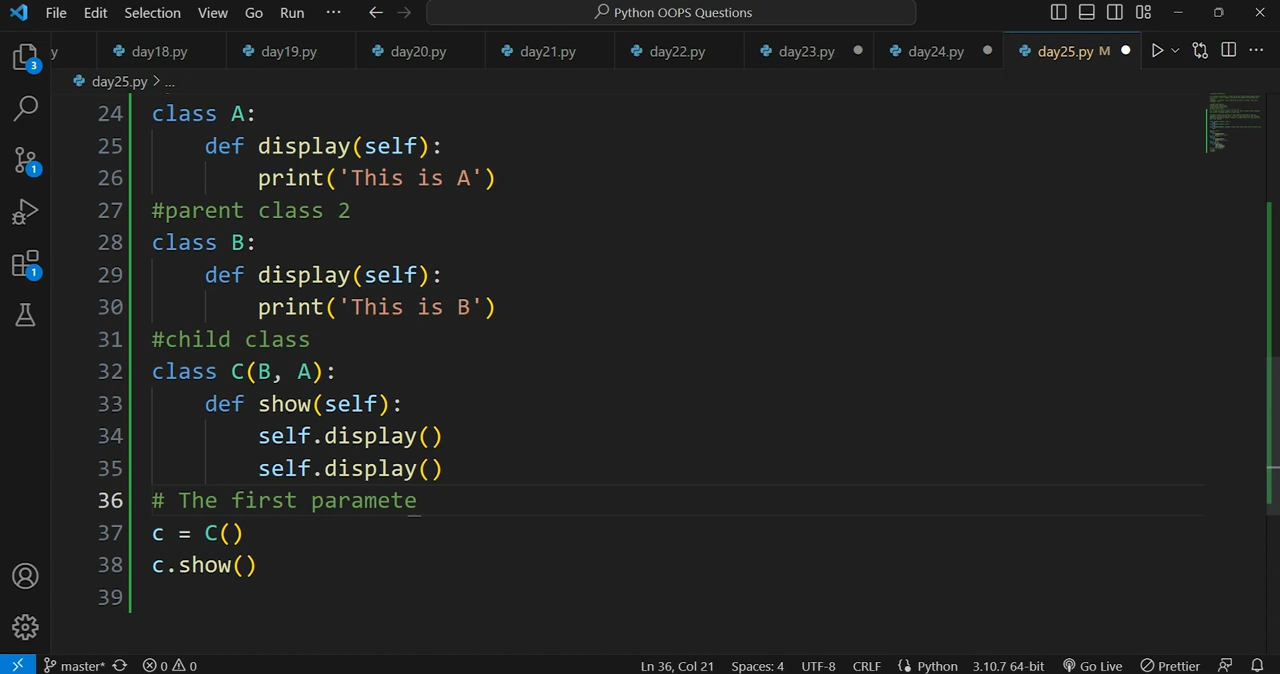 File Edit Selection View Go Run ··· Python OOPS Questions
y day18.py day19.py day20.py day21.py day22.py day23.py day24.py day25.py M
day25.py > ...
24 class A:
25 def display(self):
26 print('This is A')
27 #parent class 2
28 class B:
29 def display(self):
30 print('This is B')
31 #child class
32 class C(B, A):
33 def show(self):
34 self.display()
35 self.display()
36 # The first paramete
37 c = C()
38 c.show()
39
3
1
1
master* 0 0 Ln 36, Col 21 Spaces: 4 UTF-8 CRLF Python 3.10.7 64-bit Go Live Prettier